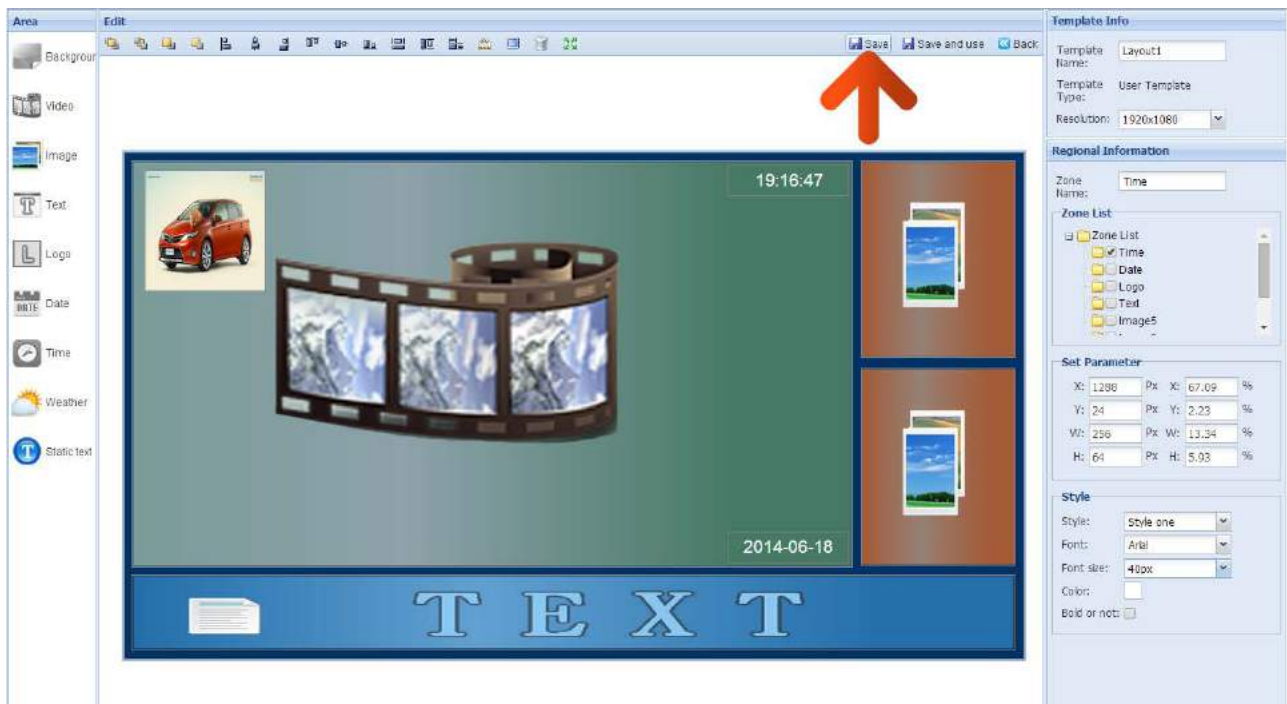 Area
Edit
Template Info
Backgrour
Video
Image
Text
Logo
DATE
Date
Time
Weather
Static text
Save
Save and use
Back
19:16:47
2014-06-18
TEXT
Template Name:
Layout1
Template Type:
User Template
Resolution:
1920x1080
Regional Information
Zone Name:
Time
Zone List
Zone List
Time
Date
Logo
Text
Image5
Set Parameter
X: 1288 Px X: 67.09 %
Y: 24 Px Y: 2.23 %
W: 256 Px W: 13.34 %
H: 64 Px H: 5.93 %
Style
Style: Style one
Font: Arial
Font size: 40px
Color:
Bold or not: